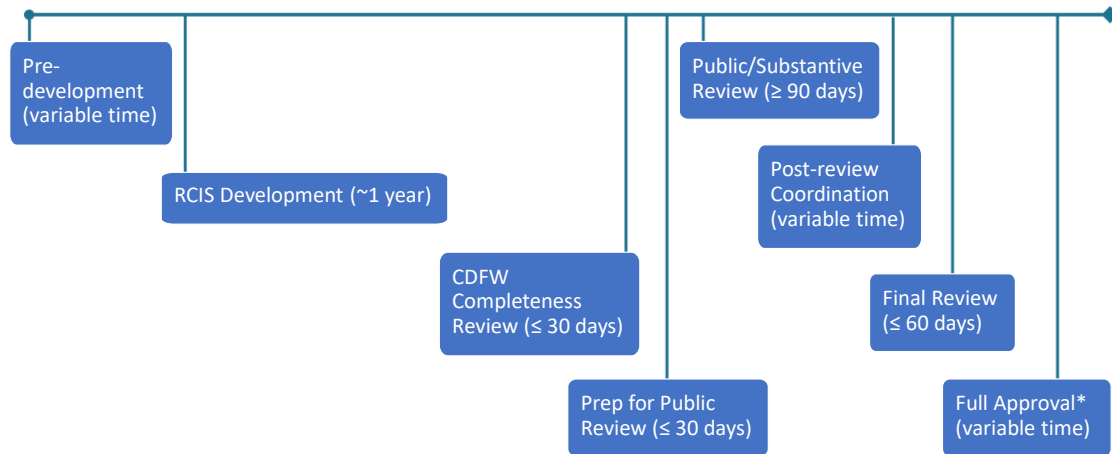 Pre-
development
(variable time)
RCIS Development (~1 year)
CDFW
Completeness
Review (≤ 30 days)
Prep for Public
Review (≤ 30 days)
Public/Substantive
Review (≥ 90 days)
Post-review
Coordination
(variable time)
Final Review
(≤ 60 days)
Full Approval*
(variable time)